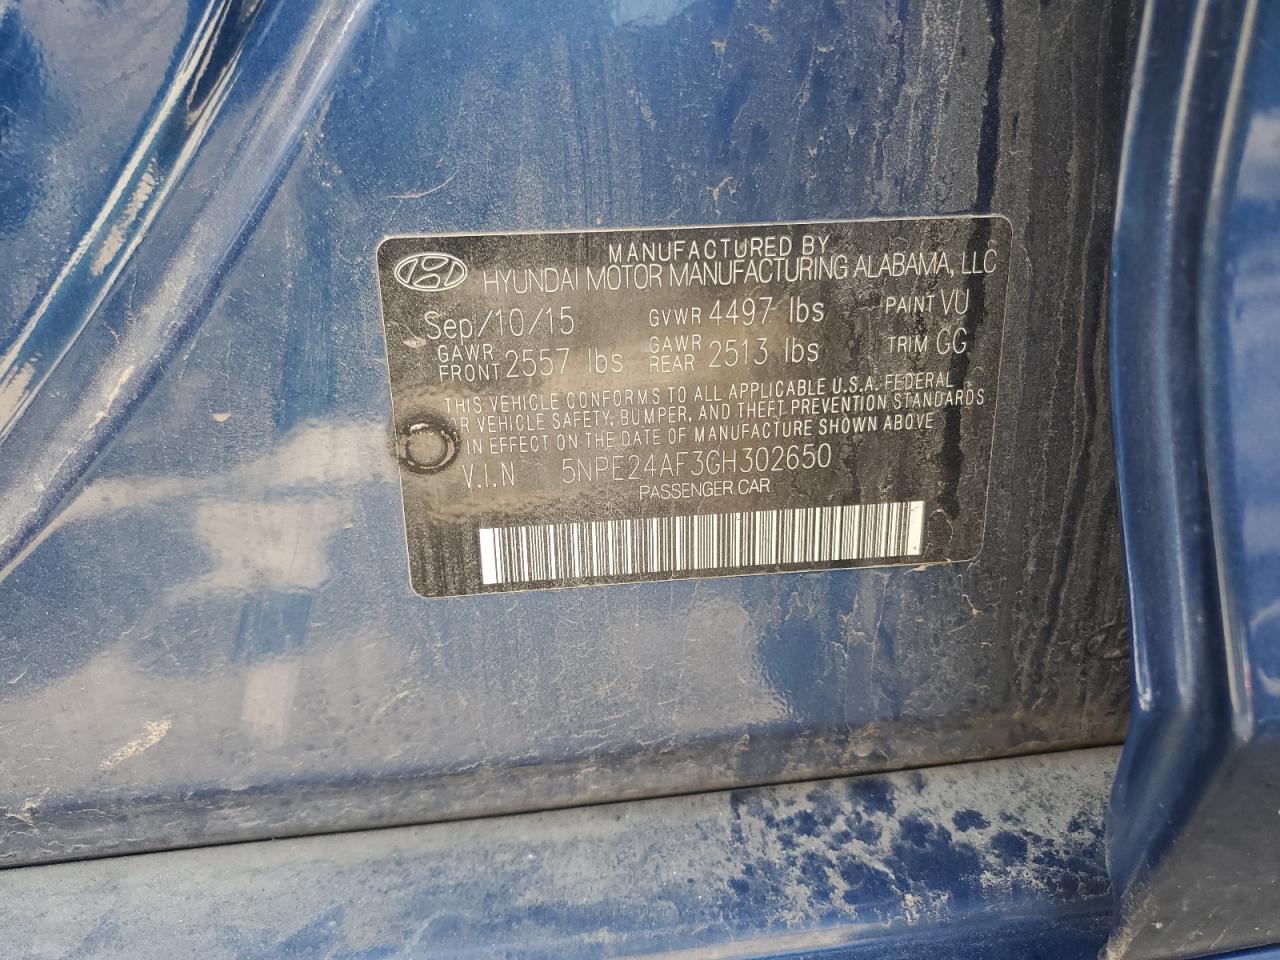 MANUFACTURED BY
HYUNDAI MOTOR MANUFACTURING ALABAMA, LLC
Sep/10/15 GVWR 4497 lbs PAINT VU
GAWR FRONT 2557 lbs GAWR REAR 2513 lbs TRIM GG
THIS VEHICLE CONFORMS TO ALL APPLICABLE U.S.A. FEDERAL
R VEHICLE SAFETY, BUMPER, AND THEFT PREVENTION STANDARDS
IN EFFECT ON THE DATE OF MANUFACTURE SHOWN ABOVE
V.I.N 5NPE24AF3GH302650
PASSENGER CAR